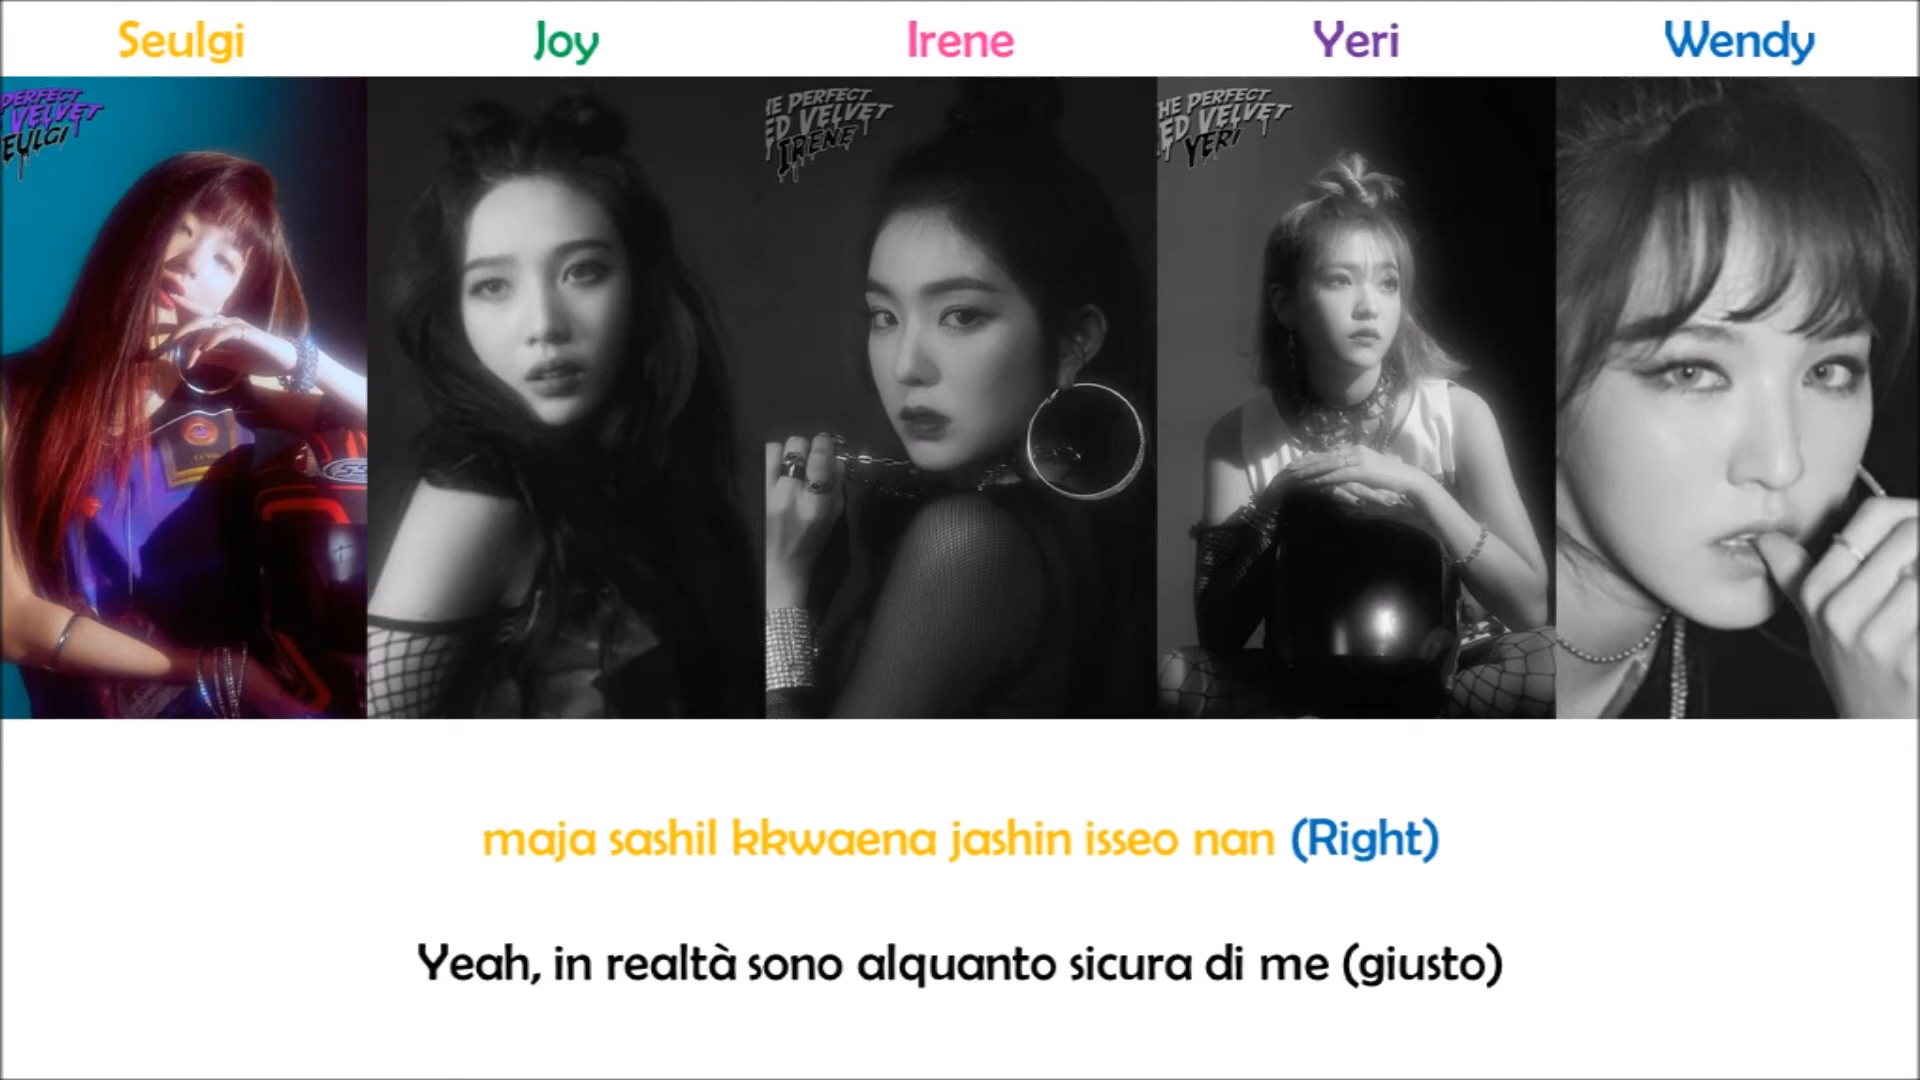 Seulgi Joy Irene Yeri Wendy
PERFECT
VELVET
EULGI
HE PERFECT
ED VELVET
IRENE
HE PERFECT
ED VELVET
YERI
maja sashil kkwaena jashin isseo nan (Right)
Yeah, in realtà sono alquanto sicura di me (giusto)